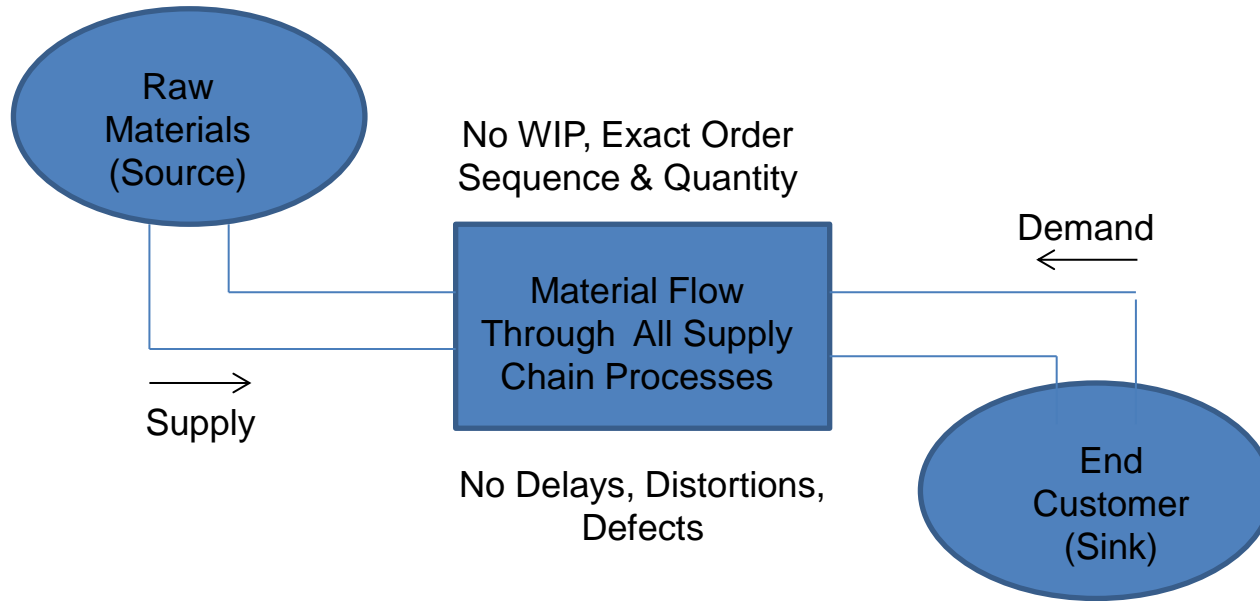 Raw
Materials
(Source)
No WIP, Exact Order
Sequence & Quantity
Demand
Material Flow
Through All Supply
Chain Processes
Supply
No Delays, Distortions,
Defects
End
Customer
(Sink)